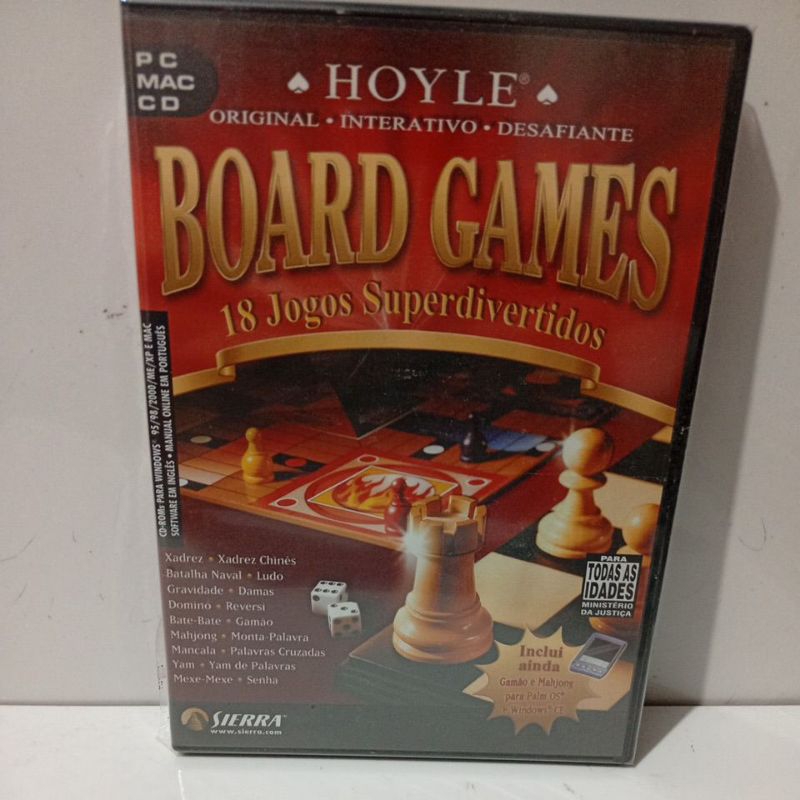 PC
MAC
CD
♠ HOYLE® ♠
ORIGINAL • INTERATIVO • DESAFIANTE
BOARD GAMES
18 Jogos Superdivertidos
CD-ROMs PARA WINDOWS® 95/98/2000/ME/XP E MAC
SOFTWARE EM INGLÊS • MANUAL ONLINE EM PORTUGUÊS
Xadrez • Xadrez Chinês
Batalha Naval • Ludo
Gravidade • Damas
Domino • Reversi
Bate-Bate • Gamão
Mahjong • Monta-Palavra
Mancala • Palavras Cruzadas
Yam • Yam de Palavras
Mexe-Mexe • Senha
PARA
TODAS AS
IDADES
MINISTÉRIO
DA JUSTIÇA
Inclui
ainda
Gamão e Mahjong
para Palm OS®
e Windows® CE
SIERRA™
www.sierra.com